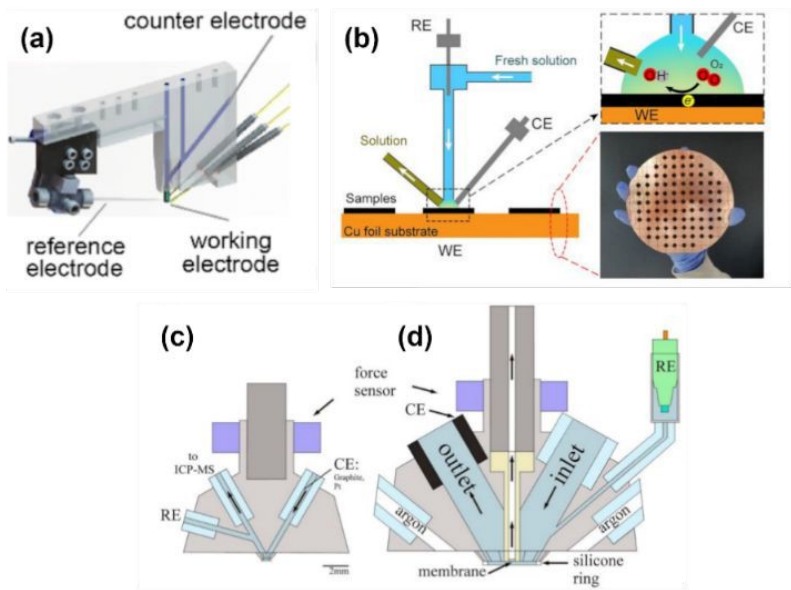 (a)
counter electrode
reference
electrode
working
electrode
(b)
RE
Fresh solution
CE
Solution
Samples
Cu foil substrate
WE
CE
O₂
H⁺
e⁻
WE
(c)
force
sensor
to
ICP-MS
CE:
Graphite,
Pt
RE
2mm
(d)
CE
RE
outlet
inlet
argon
argon
membrane
silicone
ring